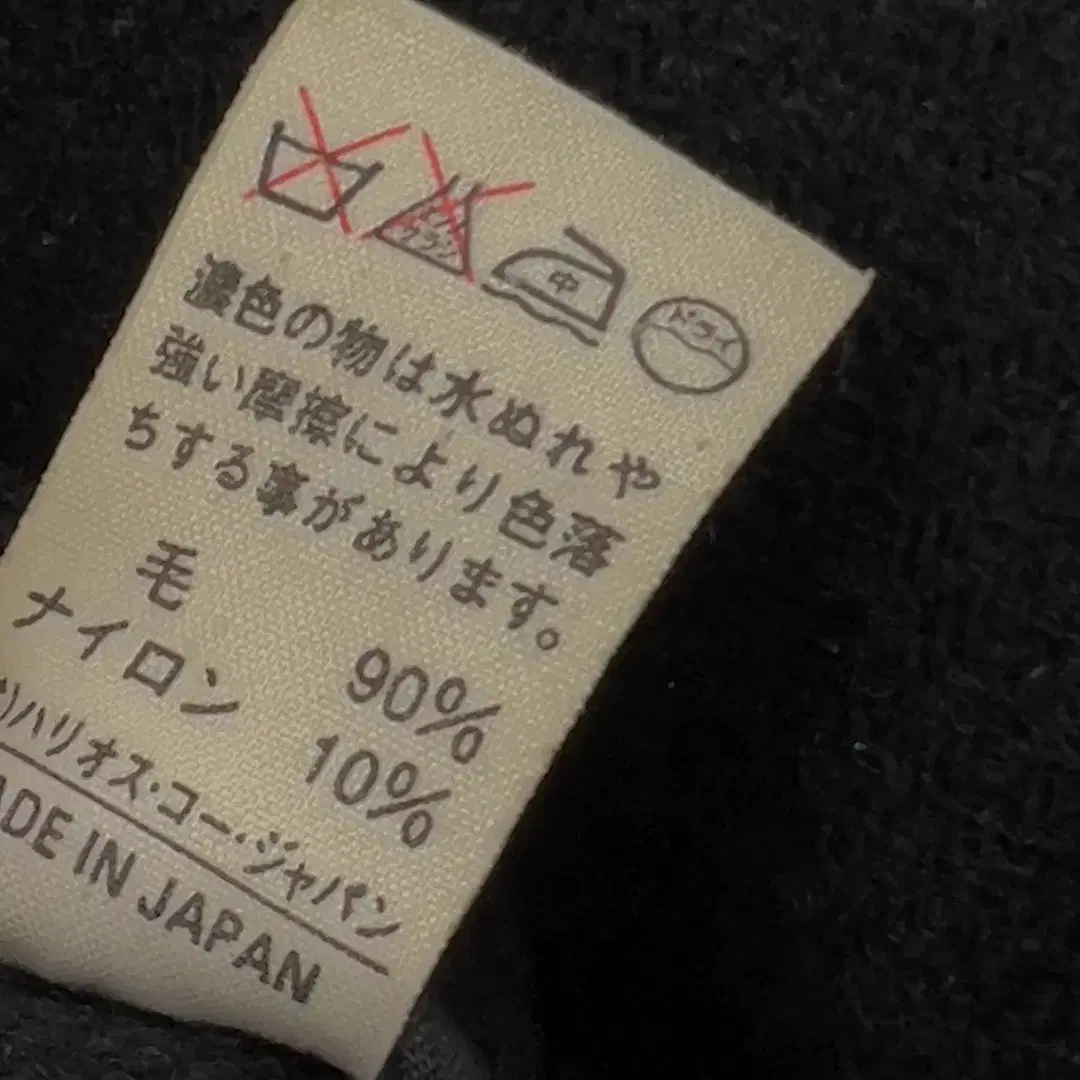 中
ドライ
濃色の物は水ぬれや
強い摩擦により色落
ちする事があります。
毛 90%
ナイロン 10%
)ハリオス・コー・ジャパン
ADE IN JAPAN